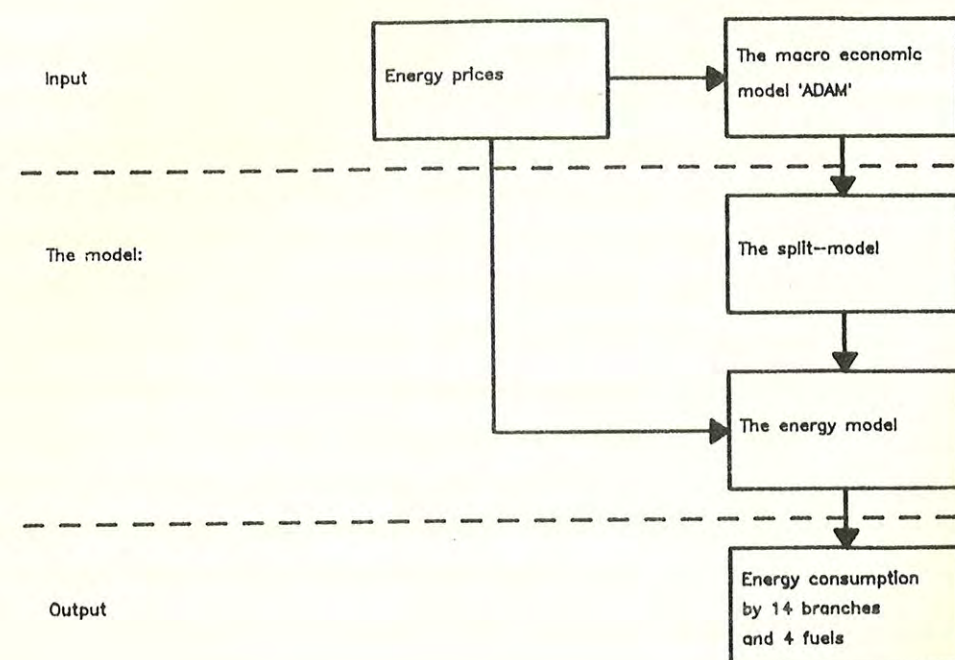 Input
Energy prices
The macro economic
model 'ADAM'
The model:
The split-model
The energy model
Output
Energy consumption
by 14 branches
and 4 fuels